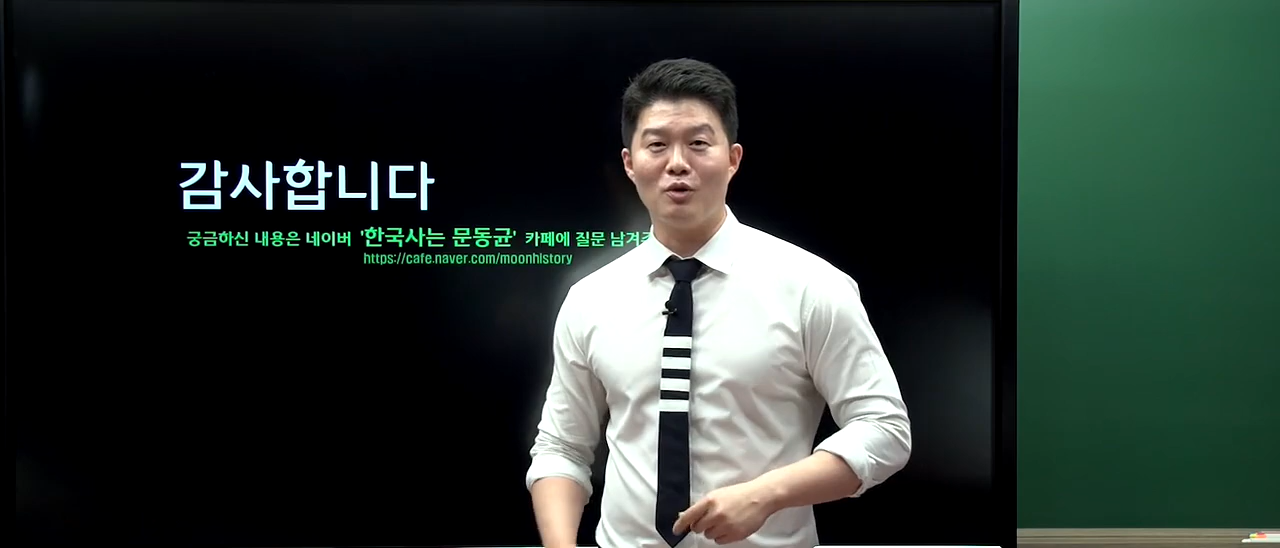 감사합니다
궁금하신 내용은 네이버 '한국사는 문동균' 카페에 질문 남겨
https://cafe.naver.com/moonhistory